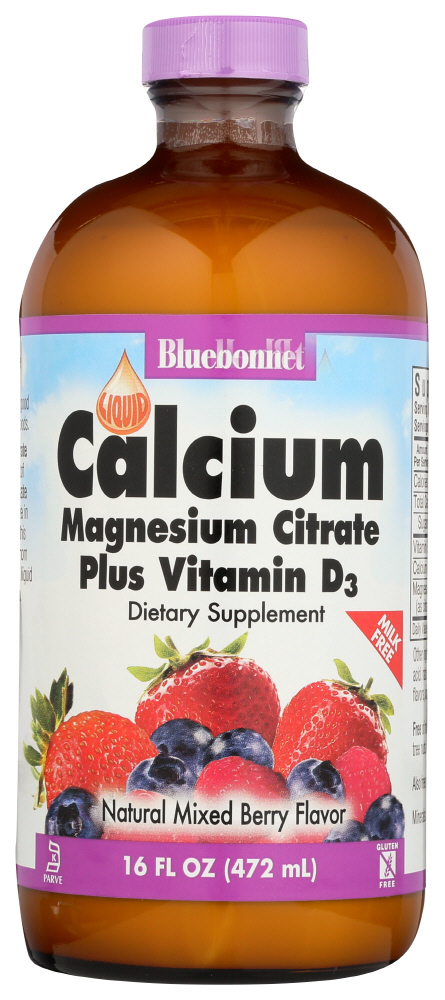 Bluebonnet
LIQUID
Calcium
Magnesium Citrate
Plus Vitamin D3
Dietary Supplement
MILK
FREE
Natural Mixed Berry Flavor
16 FL OZ (472 mL)
PARVE
GLUTEN
FREE